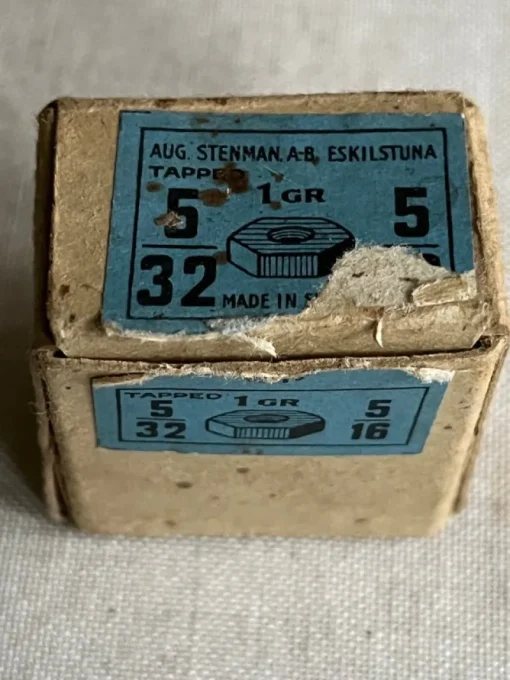 AUG. STENMAN. A-B. ESKILSTUNA
TAPPED
5
32
1 GR
5
MADE IN
TAPPED
5
32
1 GR
5
16